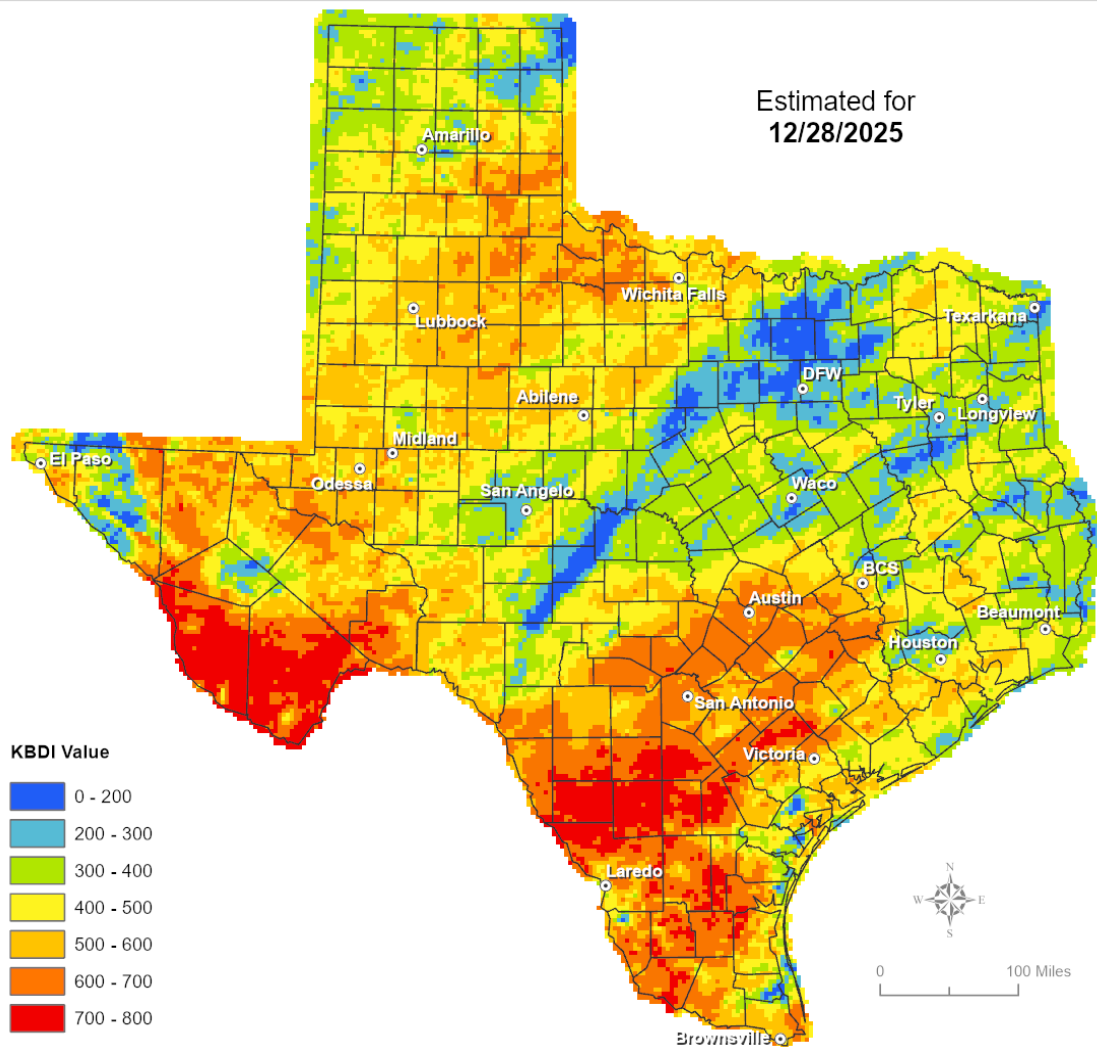 Estimated for
12/28/2025
Amarillo
Wichita Falls
Lubbock
Texarkana
DFW
Abilene
Tyler
Longview
Midland
El Paso
Odessa
San Angelo
Waco
BCS
Austin
Beaumont
Houston
San Antonio
Victoria
Laredo
Brownsville
KBDI Value
0 - 200
200 - 300
300 - 400
400 - 500
500 - 600
600 - 700
700 - 800
N
W
E
S
0 100 Miles